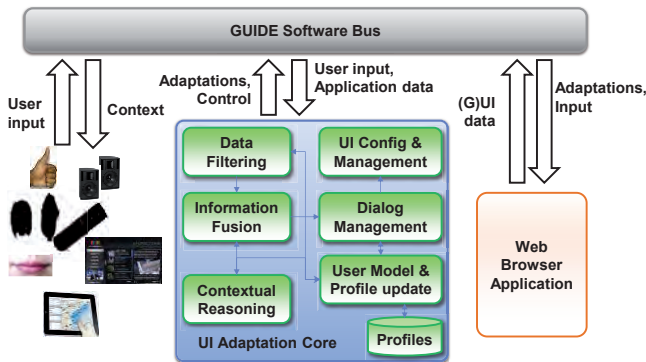 GUIDE Software Bus
User
input
Context
Adaptations,
Control
User input,
Application data
(G)UI
data
Adaptations,
Input
Data
Filtering
UI Config &
Management
Information
Fusion
Dialog
Management
Contextual
Reasoning
User Model &
Profile update
Profiles
UI Adaptation Core
Web
Browser
Application